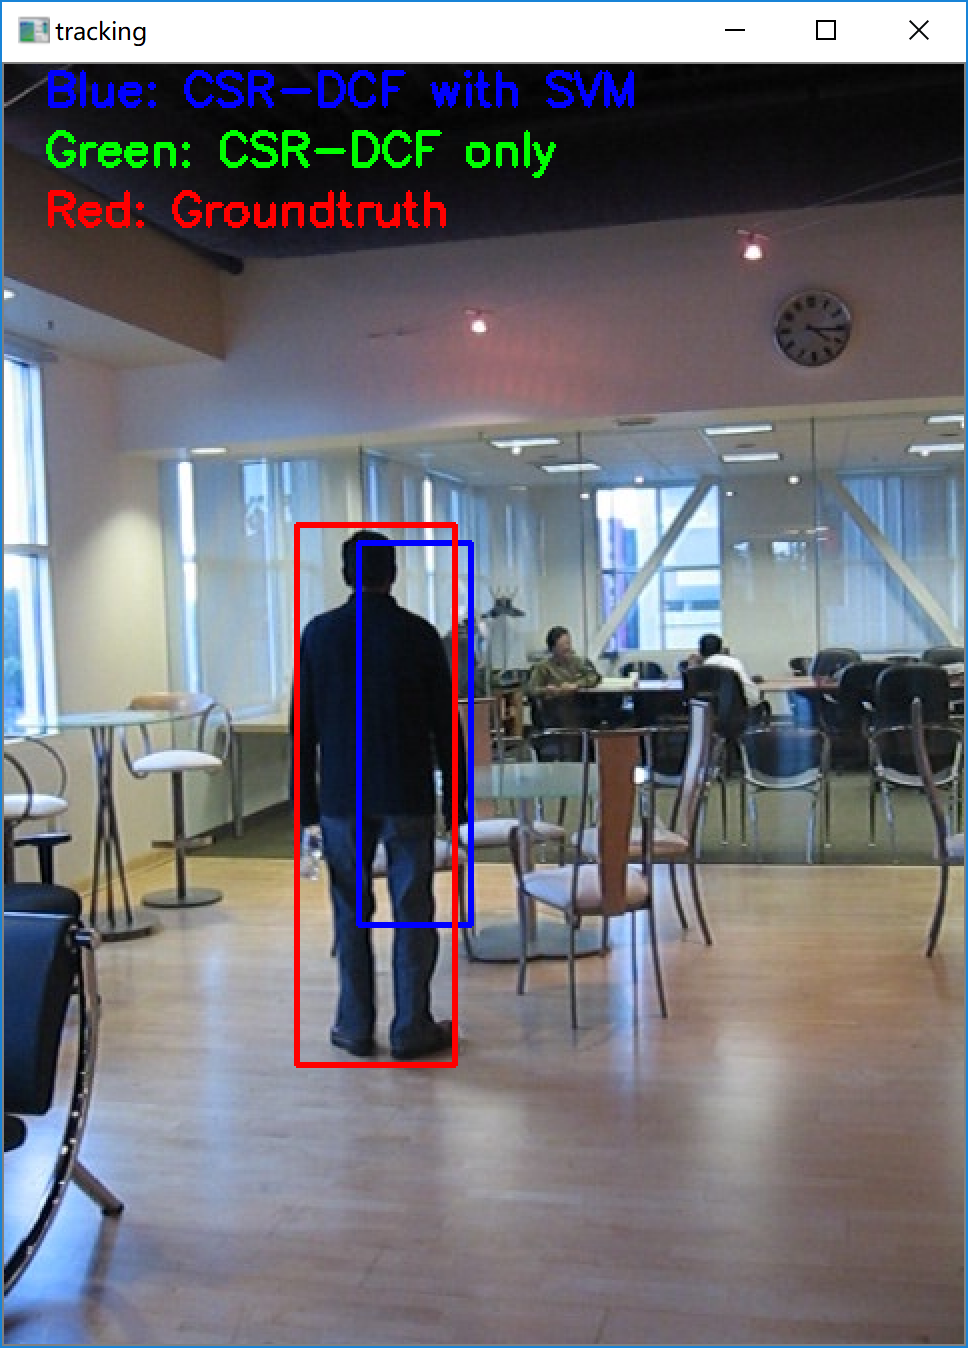 tracking
Blue: CSR-DCF with SVM
Green: CSR-DCF only
Red: Groundtruth